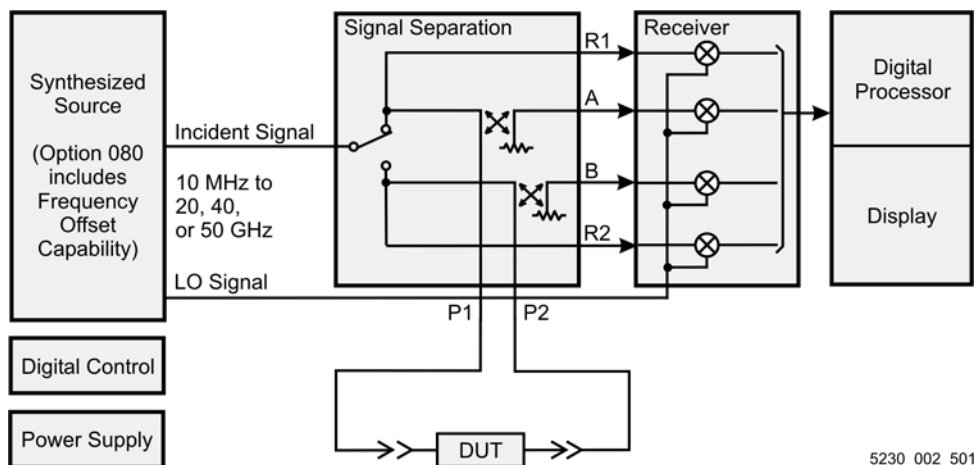 Synthesized
Source
(Option 080
includes
Frequency
Offset
Capability)
Digital Control
Power Supply
Incident Signal
10 MHz to
20, 40,
or 50 GHz
LO Signal
Signal Separation
R1
A
B
R2
P1
P2
DUT
Receiver
Digital
Processor
Display
5230 002 501